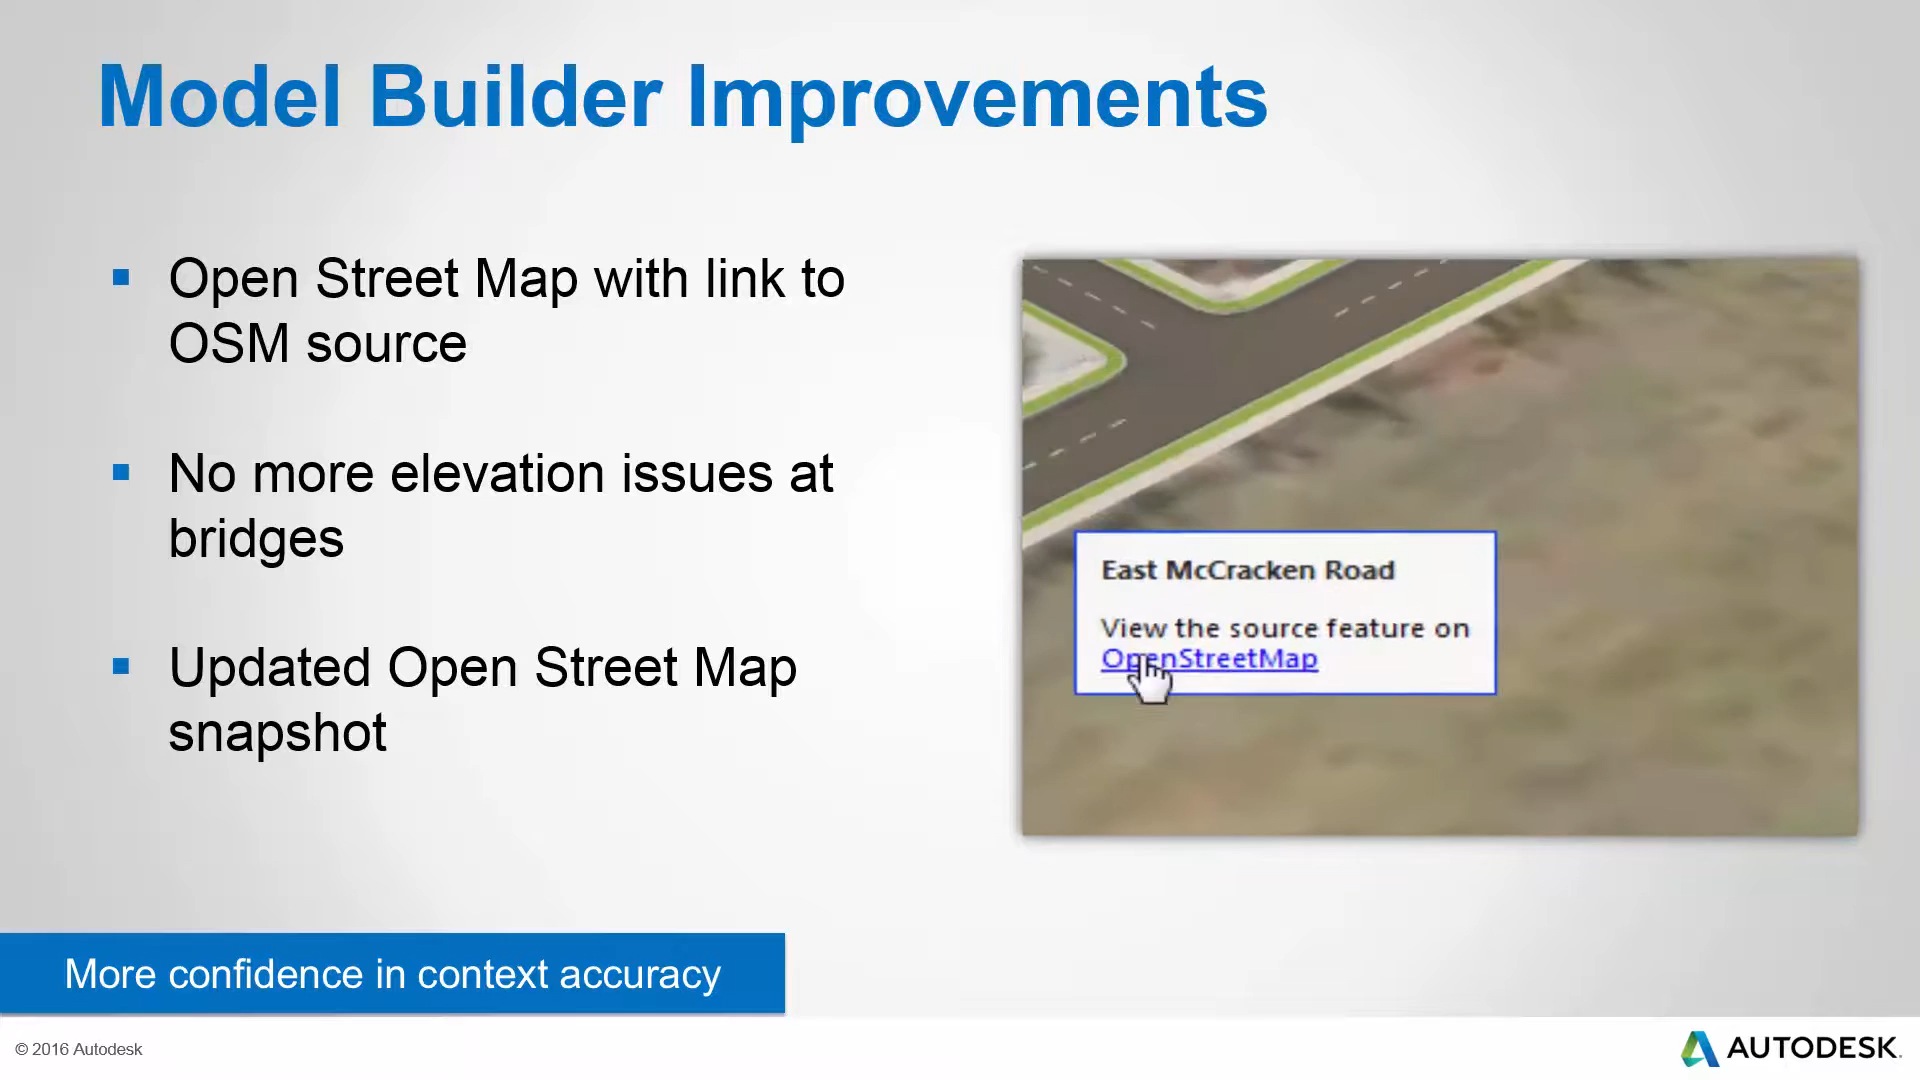 Model Builder Improvements
Open Street Map with link to
OSM source
No more elevation issues at
bridges
Updated Open Street Map
snapshot
East McCracken Road
View the source feature on
OpenStreetMap
More confidence in context accuracy
© 2016 Autodesk
AUTODESK.